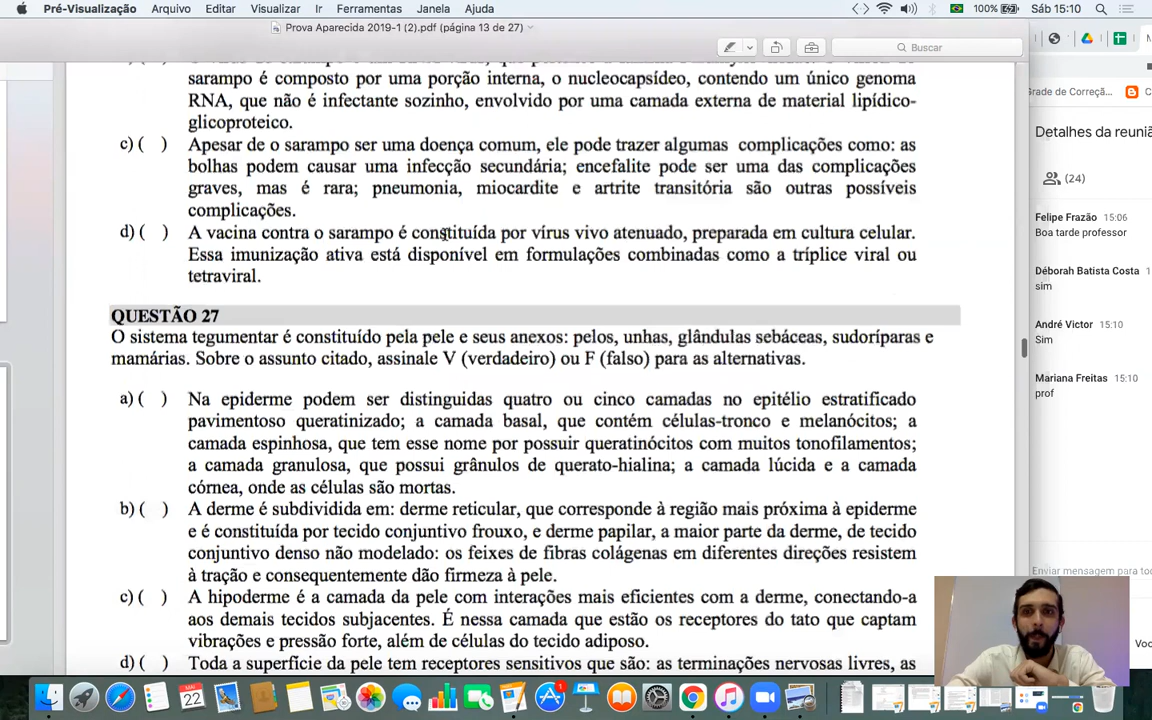 Pré-Visualização Arquivo Editar Visualizar Ir Ferramentas Janela Ajuda 100% Sáb 15:10
Prova Aparecida 2019-1 (2).pdf (página 13 de 27)
Buscar
sarampo é composto por uma porção interna, o nucleocapsídeo, contendo um único genoma
RNA, que não é infectante sozinho, envolvido por uma camada externa de material lipídico-
glicoproteico.
c) ( ) Apesar de o sarampo ser uma doença comum, ele pode trazer algumas complicações como: as
bolhas podem causar uma infecção secundária; encefalite pode ser uma das complicações
graves, mas é rara; pneumonia, miocardite e artrite transitória são outras possíveis
complicações.
d) ( ) A vacina contra o sarampo é constituída por vírus vivo atenuado, preparada em cultura celular.
Essa imunização ativa está disponível em formulações combinadas como a tríplice viral ou
tetraviral.
QUESTÃO 27
O sistema tegumentar é constituído pela pele e seus anexos: pelos, unhas, glândulas sebáceas, sudoríparas e
mamárias. Sobre o assunto citado, assinale V (verdadeiro) ou F (falso) para as alternativas.
a) ( ) Na epiderme podem ser distinguidas quatro ou cinco camadas no epitélio estratificado
pavimentoso queratinizado; a camada basal, que contém células-tronco e melanócitos; a
camada espinhosa, que tem esse nome por possuir queratinócitos com muitos tonofilamentos;
a camada granulosa, que possui grânulos de querato-hialina; a camada lúcida e a camada
córnea, onde as células são mortas.
b) ( ) A derme é subdividida em: derme reticular, que corresponde à região mais próxima à epiderme
e é constituída por tecido conjuntivo frouxo, e derme papilar, a maior parte da derme, de tecido
conjuntivo denso não modelado: os feixes de fibras colágenas em diferentes direções resistem
à tração e consequentemente dão firmeza à pele.
c) ( ) A hipoderme é a camada da pele com interações mais eficientes com a derme, conectando-a
aos demais tecidos subjacentes. É nessa camada que estão os receptores do tato que captam
vibrações e pressão forte, além de células do tecido adiposo.
d) ( ) Toda a superfície da pele tem receptores sensitivos que são: as terminações nervosas livres, as
rade de Correçã...
Detalhes da reuniã
(24)
Felipe Frazão 15:06
Boa tarde professor
Déborah Batista Costa
sim
André Victor 15:10
Sim
Mariana Freitas 15:10
prof
Enviar mensagem para to
Voc
FEV
22